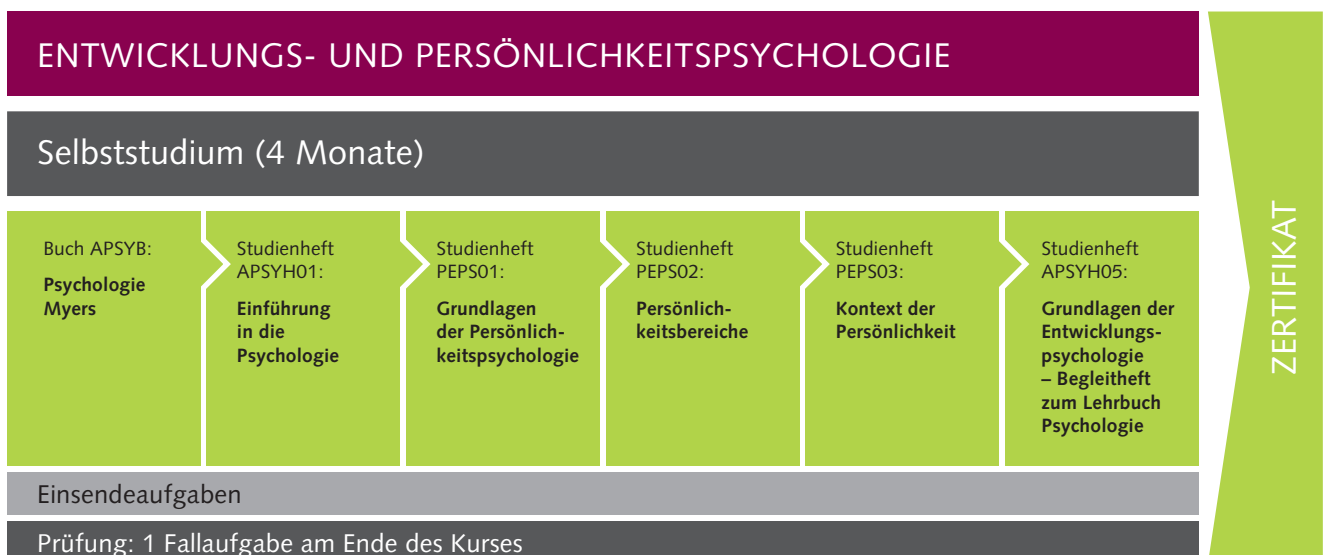 ENTWICKLUNGS- UND PERSÖNLICHKEITSPSYCHOLOGIE
Selbststudium (4 Monate)
Buch APSYB:
Psychologie
Myers
Studienheft
APSYH01:
Einführung
in die
Psychologie
Studienheft
PEPS01:
Grundlagen
der Persönlich-
keitspsychologie
Studienheft
PEPS02:
Persönlich-
keitsbereiche
Studienheft
PEPS03:
Kontext der
Persönlichkeit
Studienheft
APSYH05:
Grundlagen der
Entwicklungs-
psychologie
– Begleitheft
zum Lehrbuch
Psychologie
Einsendeaufgaben
Prüfung: 1 Fallaufgabe am Ende des Kurses
ZERTIFIKAT